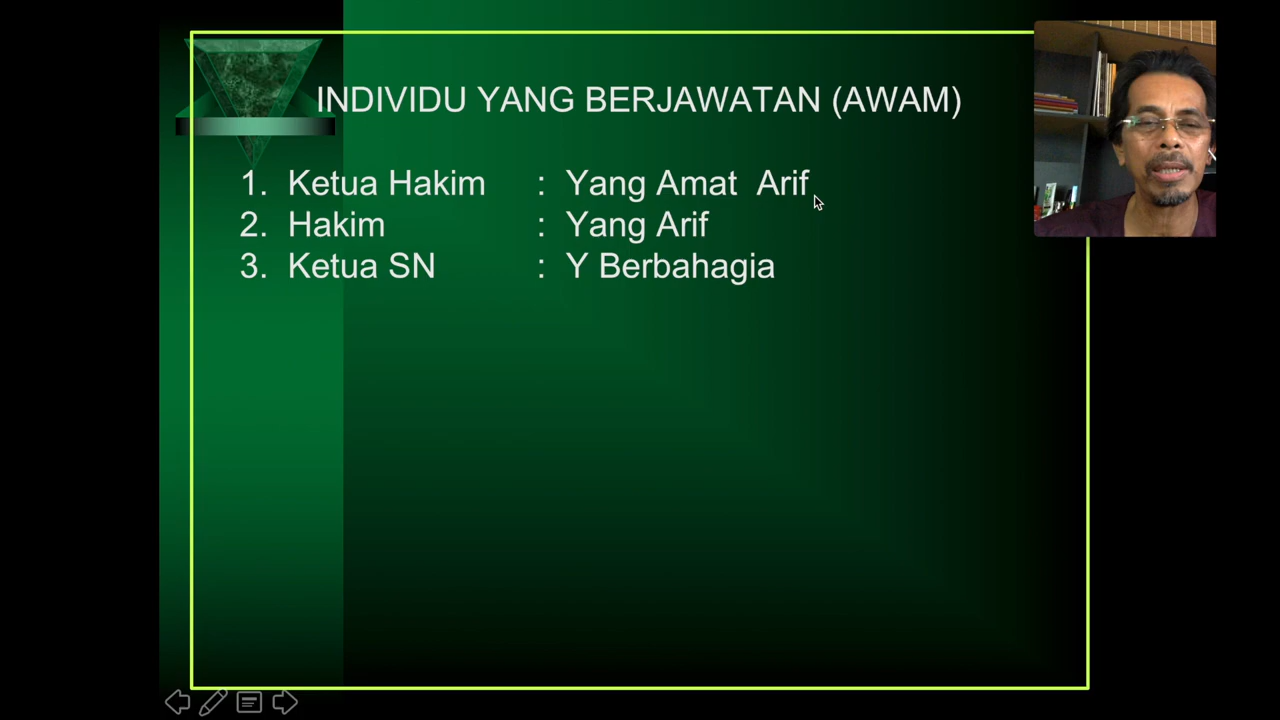 INDIVIDU YANG BERJAWATAN (AWAM)
1. Ketua Hakim : Yang Amat Arif
2. Hakim : Yang Arif
3. Ketua SN : Y Berbahagia